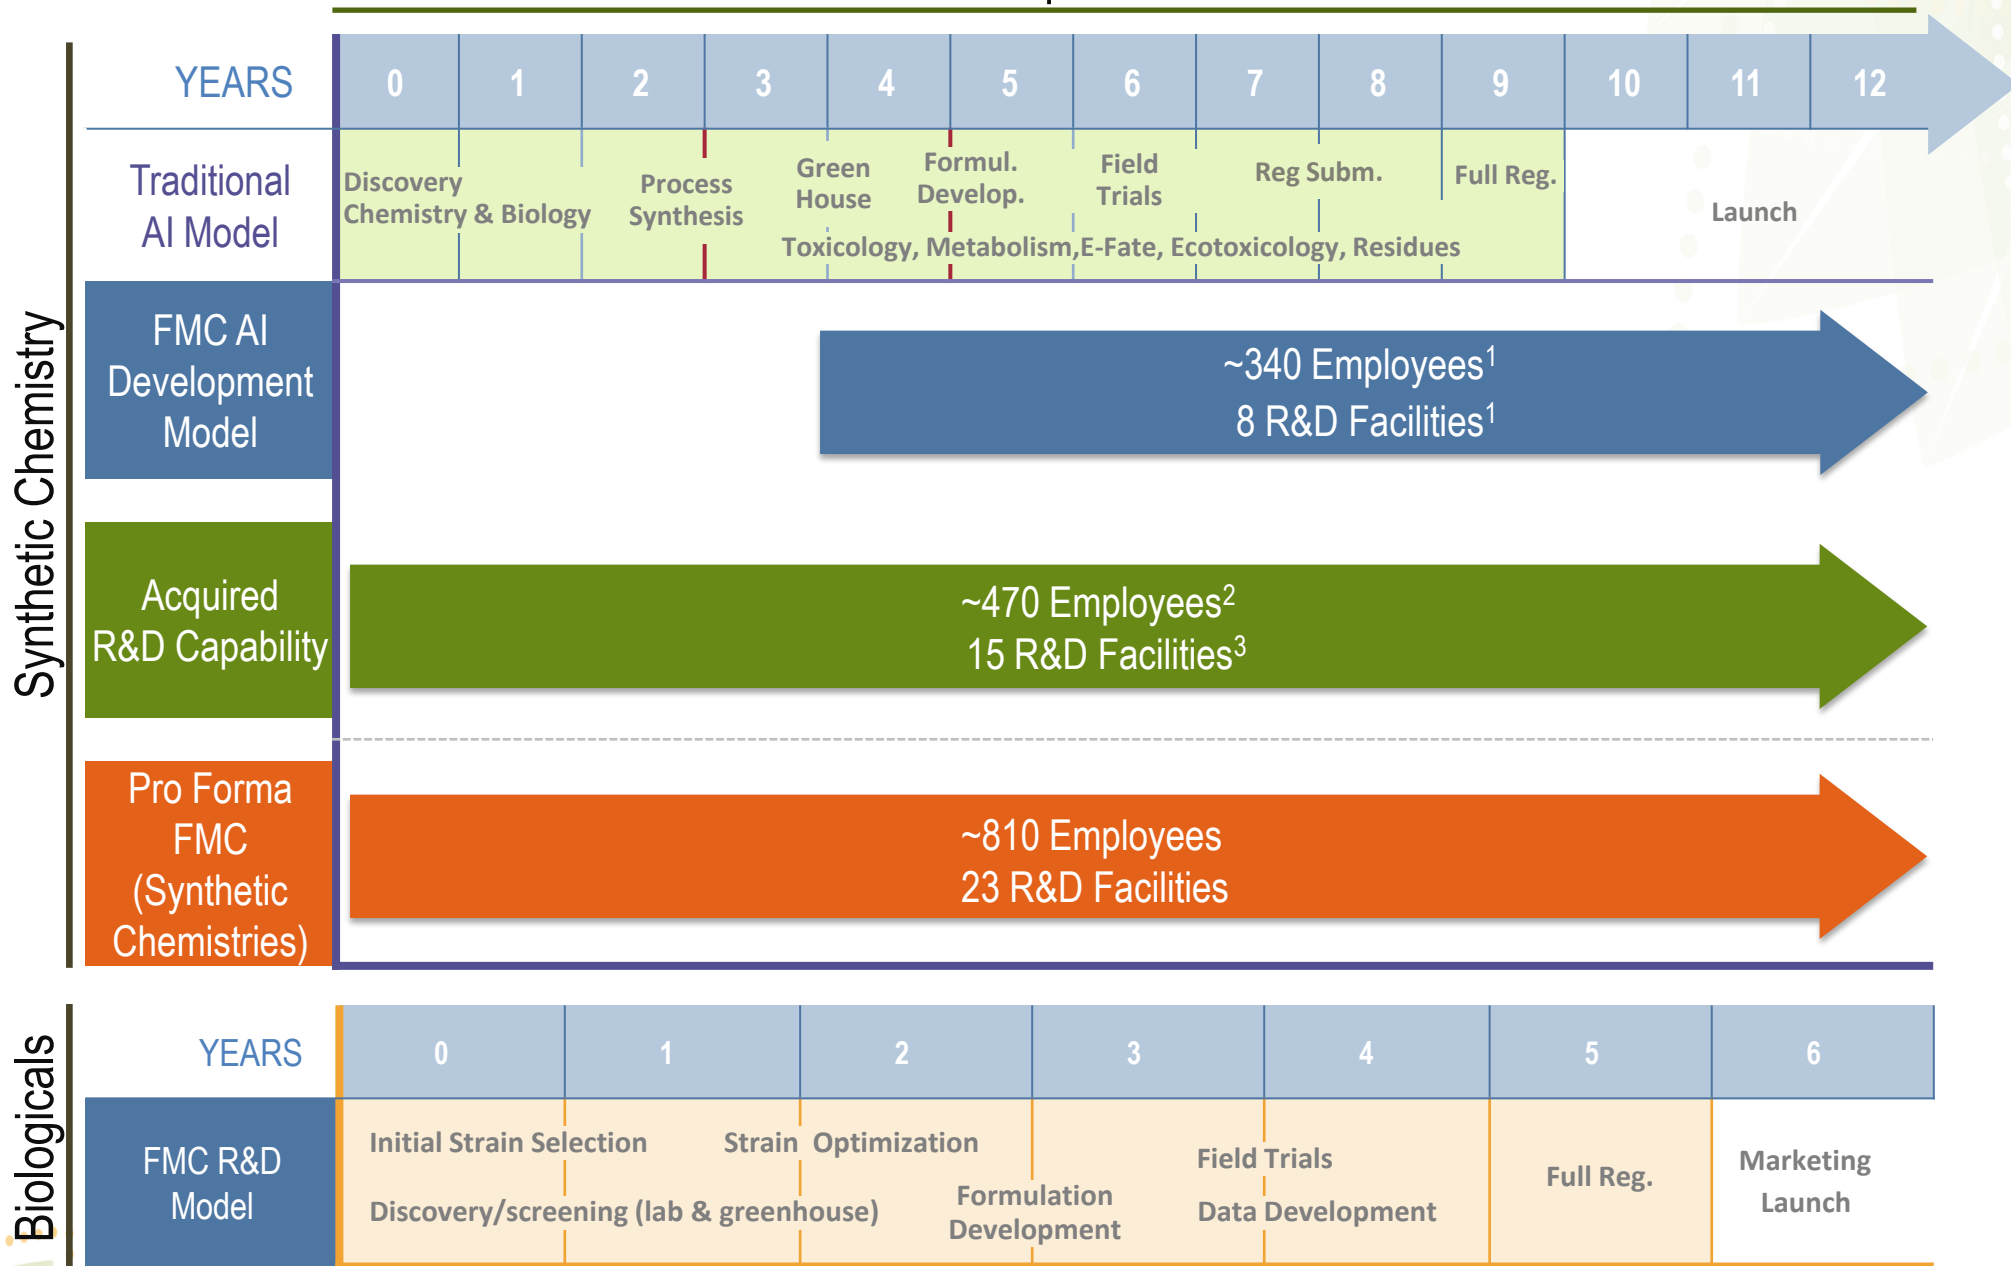 YEARS 0 1 2 3 4 5 6 7 8 9 10 11 12
Synthetic Chemistry
Traditional
AI Model
Discovery
Chemistry & Biology
Process
Synthesis
Green
House
Formul.
Develop.
Field
Trials
Reg Subm.
Full Reg.
Toxicology, Metabolism,E-Fate, Ecotoxicology, Residues
Launch
FMC AI
Development
Model
~340 Employees1
8 R&D Facilities1
Acquired
R&D Capability
~470 Employees2
15 R&D Facilities3
Pro Forma
FMC
(Synthetic
Chemistries)
~810 Employees
23 R&D Facilities
Biologicals
YEARS 0 1 2 3 4 5 6
FMC R&D
Model
Initial Strain Selection
Strain Optimization
Discovery/screening (lab & greenhouse)
Formulation
Development
Field Trials
Data Development
Full Reg.
Marketing
Launch